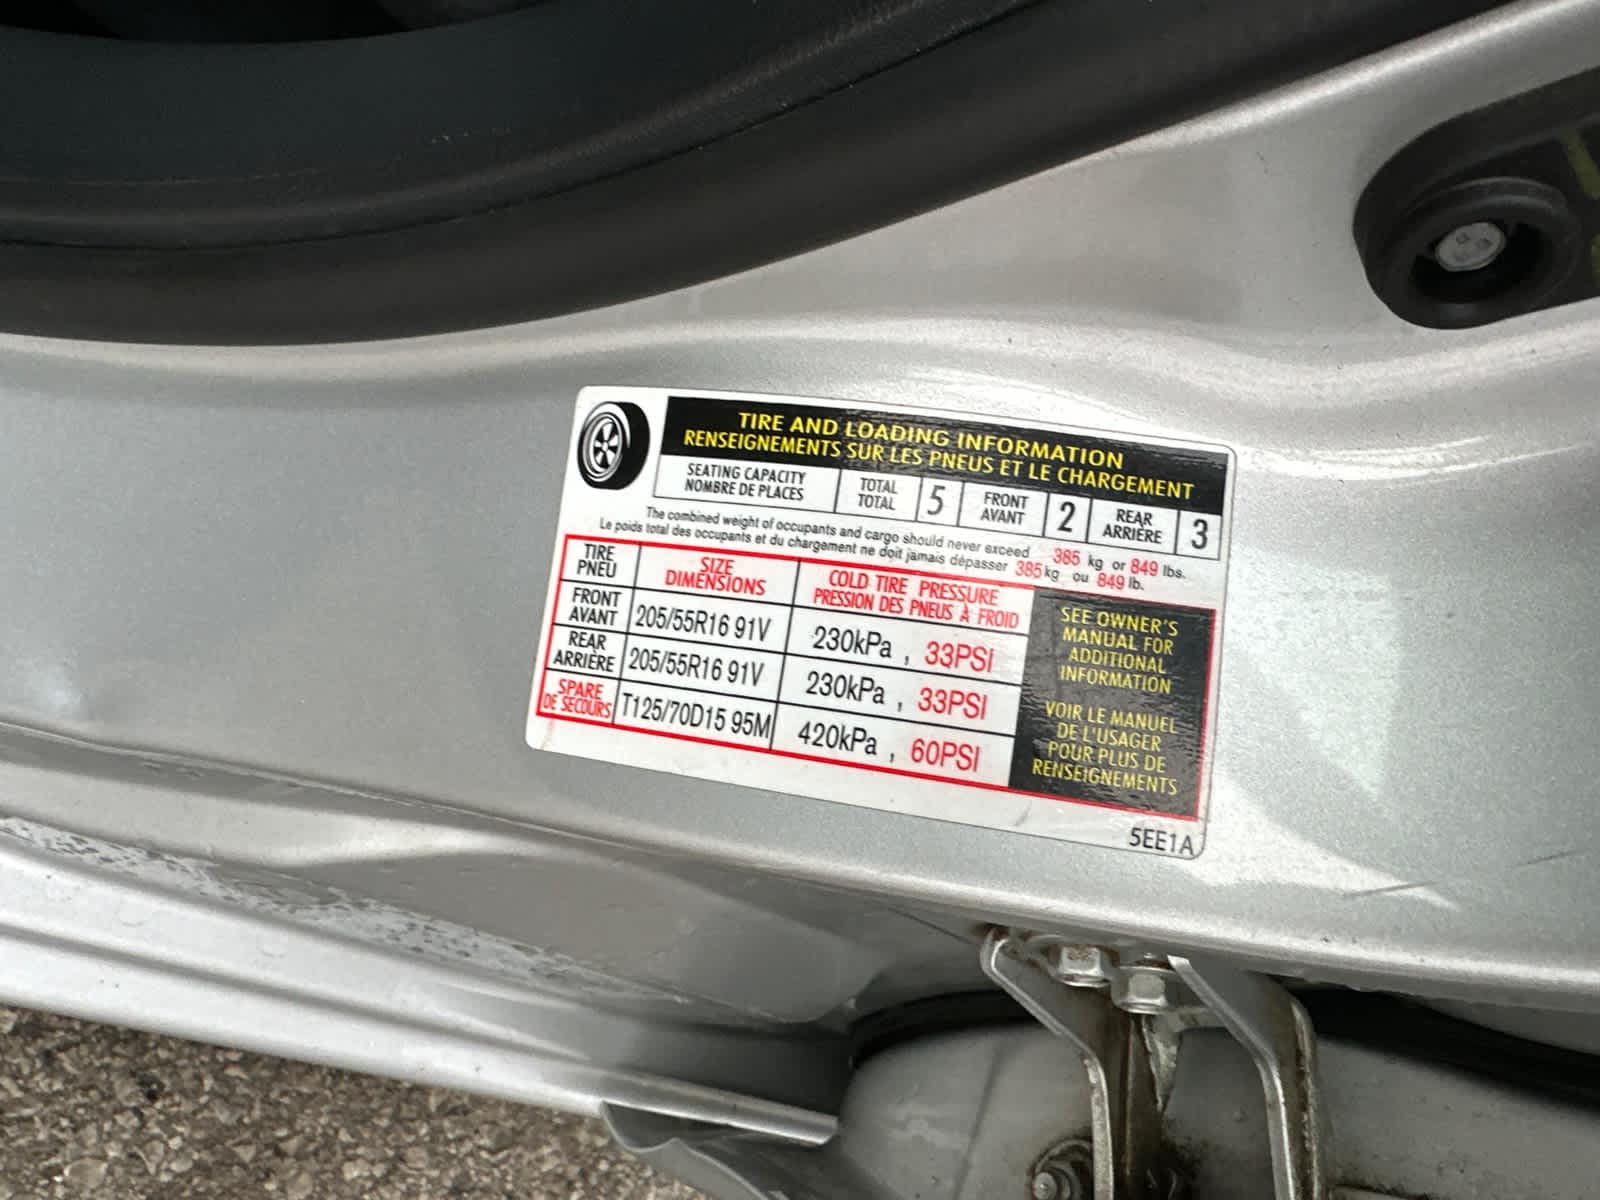 TIRE AND LOADING INFORMATION
RENSEIGNEMENTS SUR LES PNEUS ET LE CHARGEMENT
SEATING CAPACITY
NOMBRE DE PLACES
TOTAL
TOTAL
5
FRONT
AVANT
2
REAR
ARRIÈRE
3
The combined weight of occupants and cargo should never exceed 385 kg or 849 lbs.
Le poids total des occupants et du chargement ne doit jamais dépasser 385 kg ou 849 lb.
TIRE
PNEU
SIZE
DIMENSIONS
COLD TIRE PRESSURE
PRESSION DES PNEUS À FROID
FRONT
AVANT
205/55R16 91V
230kPa , 33PSI
REAR
ARRIÈRE
205/55R16 91V
230kPa , 33PSI
SPARE
DE SECOURS
T125/70D15 95M
420kPa , 60PSI
SEE OWNER'S
MANUAL FOR
ADDITIONAL
INFORMATION
VOIR LE MANUEL
DE L'USAGER
POUR PLUS DE
RENSEIGNEMENTS
5EE1A